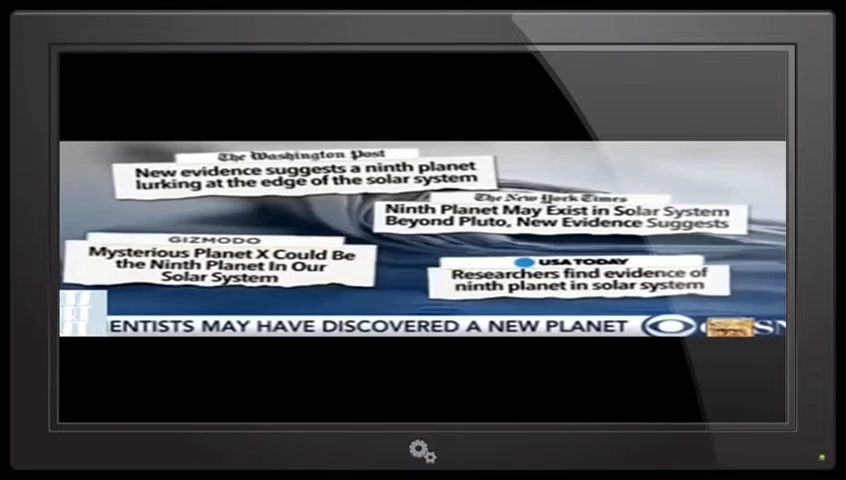 The Washington Post
New evidence suggests a ninth planet
lurking at the edge of the solar system
The New York Times
Ninth Planet May Exist in Solar System
Beyond Pluto, New Evidence Suggests
GIZMODO
Mysterious Planet X Could Be
the Ninth Planet In Our
Solar System
USA TODAY
Researchers find evidence of
ninth planet in solar system
ENTISTS MAY HAVE DISCOVERED A NEW PLANET